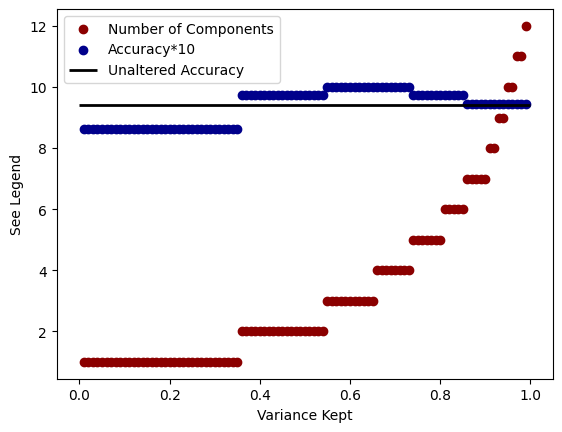 Number of Components
Accuracy*10
Unaltered Accuracy
12
10
8
6
4
2
See Legend
0.0 0.2 0.4 0.6 0.8 1.0
Variance Kept